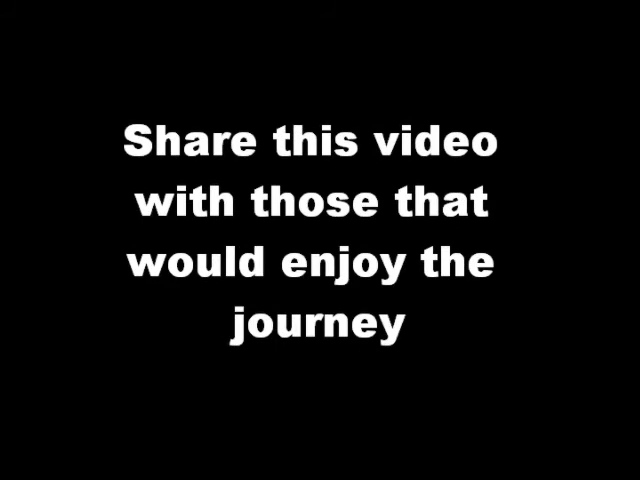 Share this video
with those that
would enjoy the
journey